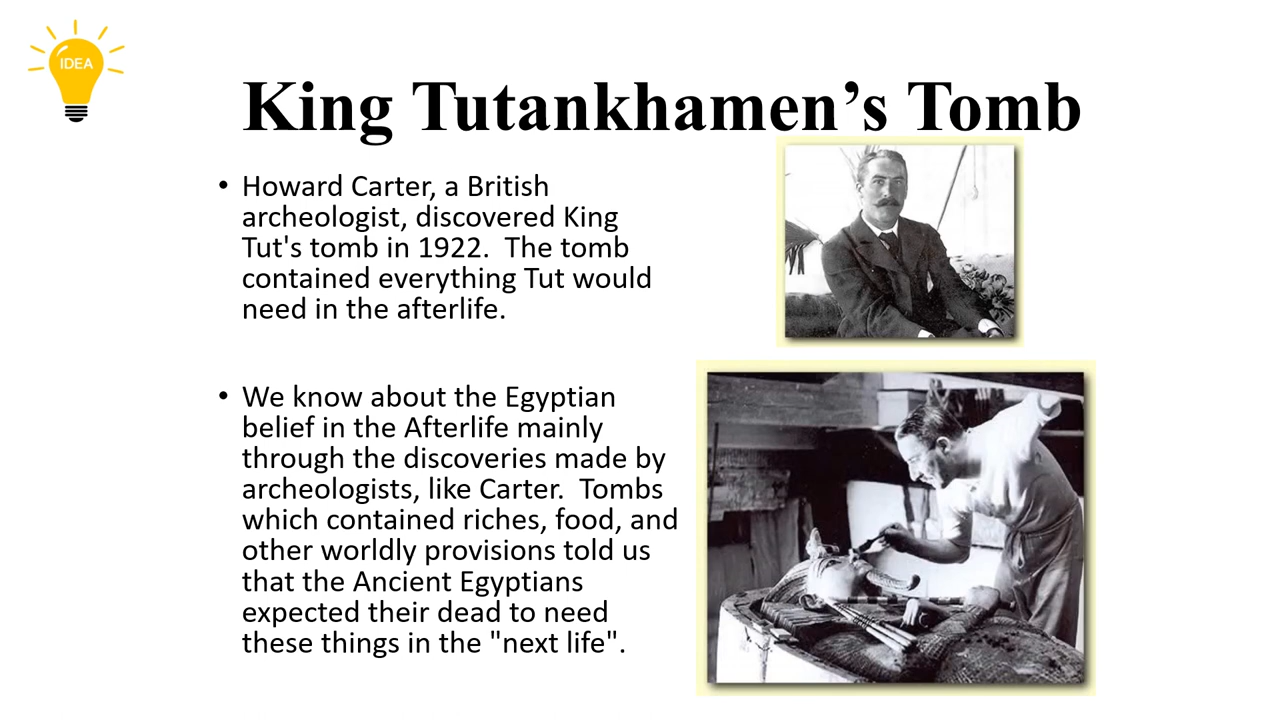 IDEA
King Tutankhamen’s Tomb
• Howard Carter, a British
archeologist, discovered King
Tut's tomb in 1922.  The tomb
contained everything Tut would
need in the afterlife.
• We know about the Egyptian
belief in the Afterlife mainly
through the discoveries made by
archeologists, like Carter.  Tombs
which contained riches, food, and
other worldly provisions told us
that the Ancient Egyptians
expected their dead to need
these things in the "next life".